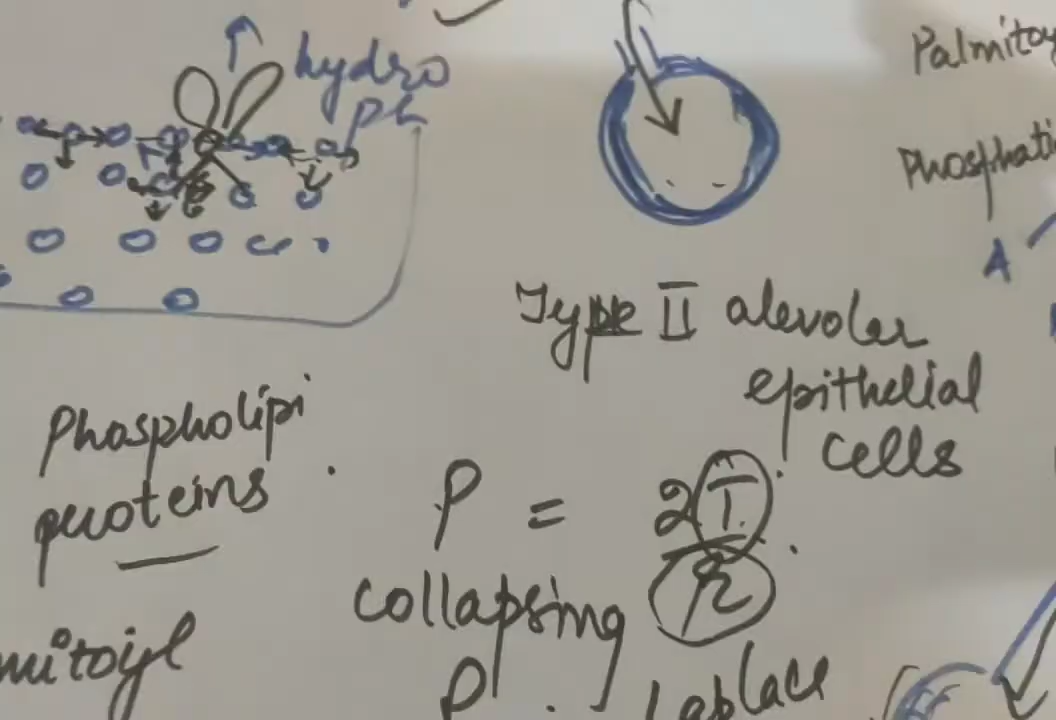 hydro
ph
Palmitoy
Phosphati
A
Type II alevolar
epithelial
cells
Phospholipi
proteins
P = 2T
r
collapsing
P
Laplace
mitoyl